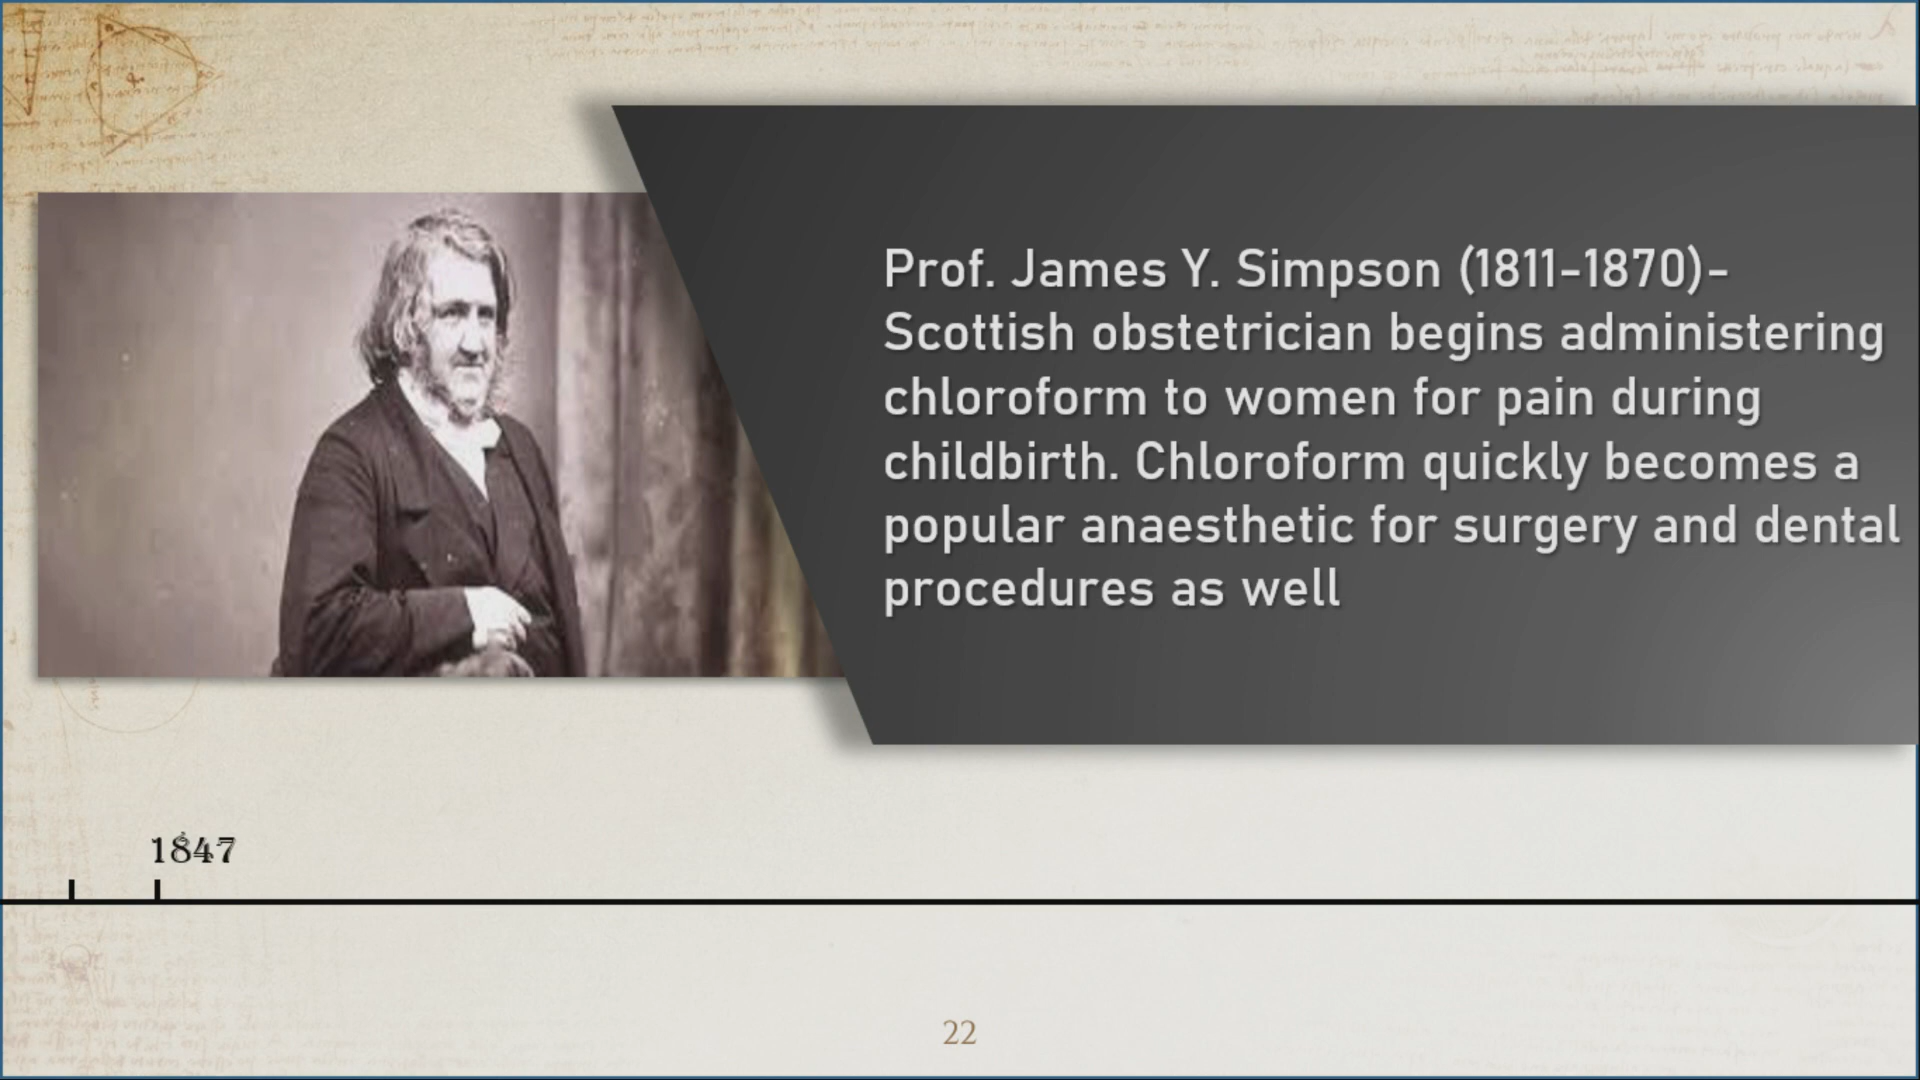 Prof. James Y. Simpson (1811-1870)-
Scottish obstetrician begins administering
chloroform to women for pain during
childbirth. Chloroform quickly becomes a
popular anaesthetic for surgery and dental
procedures as well
1847
22